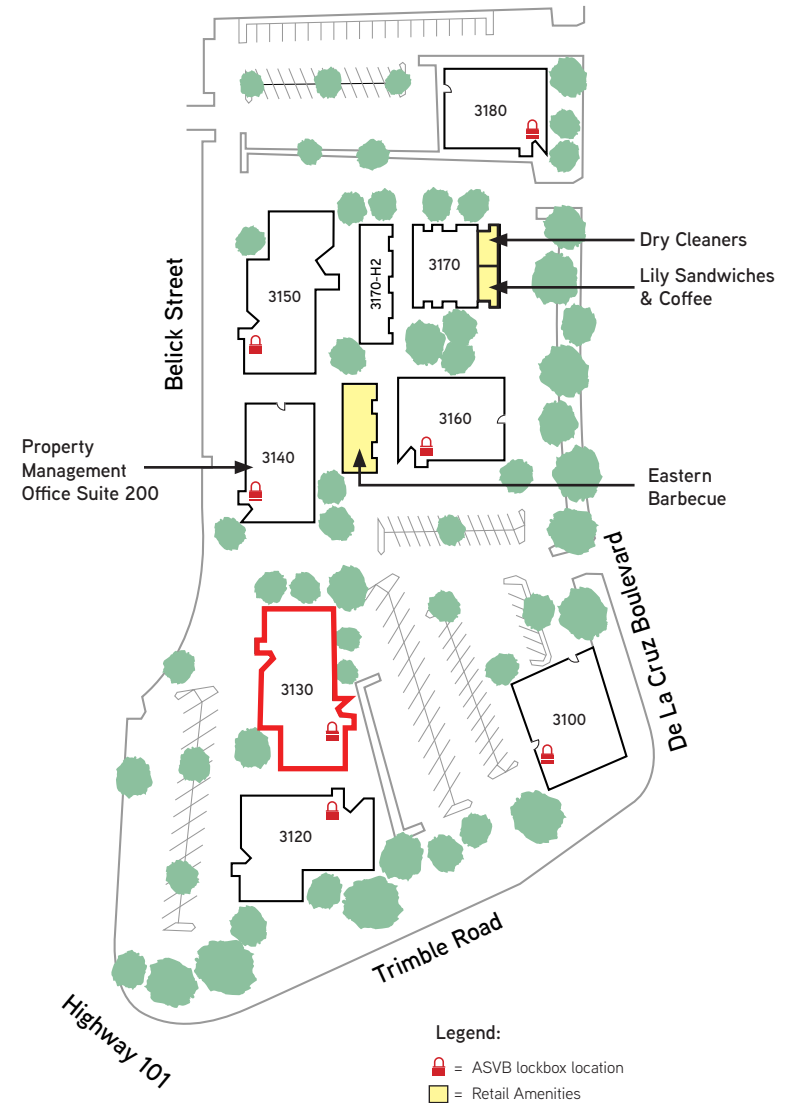 3180
Dry Cleaners
Lily Sandwiches
& Coffee
3170
3170-H2
3150
Belick Street
3160
3140
Property
Management
Office Suite 200
Eastern
Barbecue
De La Cruz Boulevard
3130
3100
3120
Trimble Road
Highway 101
Legend:
= ASVB lockbox location
= Retail Amenities